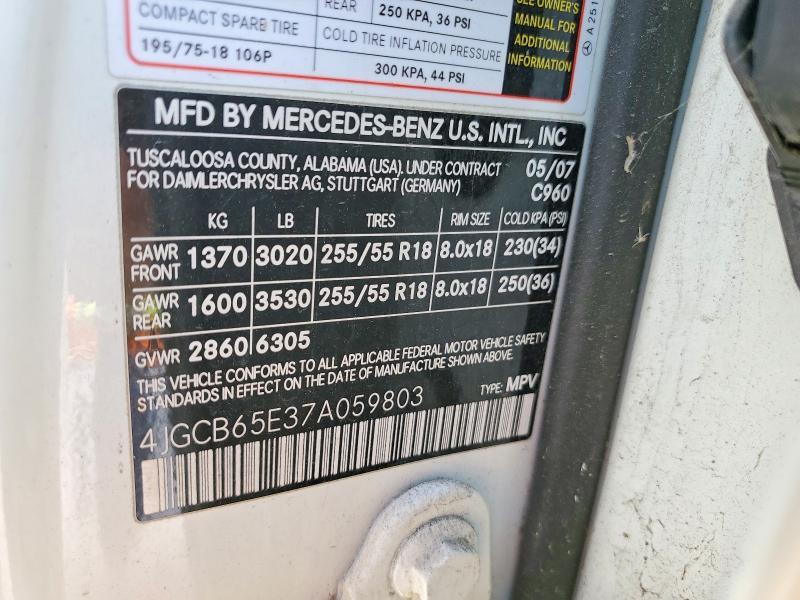 REAR 250 KPA, 36 PSI
COMPACT SPARE TIRE
195/75-18 106P
COLD TIRE INFLATION PRESSURE
300 KPA, 44 PSI
SEE OWNER'S
MANUAL FOR
ADDITIONAL
INFORMATION
A 251
MFD BY MERCEDES-BENZ U.S. INTL., INC
TUSCALOOSA COUNTY, ALABAMA (USA). UNDER CONTRACT 05/07
FOR DAIMLERCHRYSLER AG, STUTTGART (GERMANY) C960
KG LB TIRES RIM SIZE COLD KPA (PSI)
GAWR FRONT 1370 3020 255/55 R18 8.0x18 230(34)
GAWR REAR 1600 3530 255/55 R18 8.0x18 250(36)
GVWR 2860 6305
THIS VEHICLE CONFORMS TO ALL APPLICABLE FEDERAL MOTOR VEHICLE SAFETY
STANDARDS IN EFFECT ON THE DATE OF MANUFACTURE SHOWN ABOVE.
TYPE: MPV
4JGCB65E37A059803